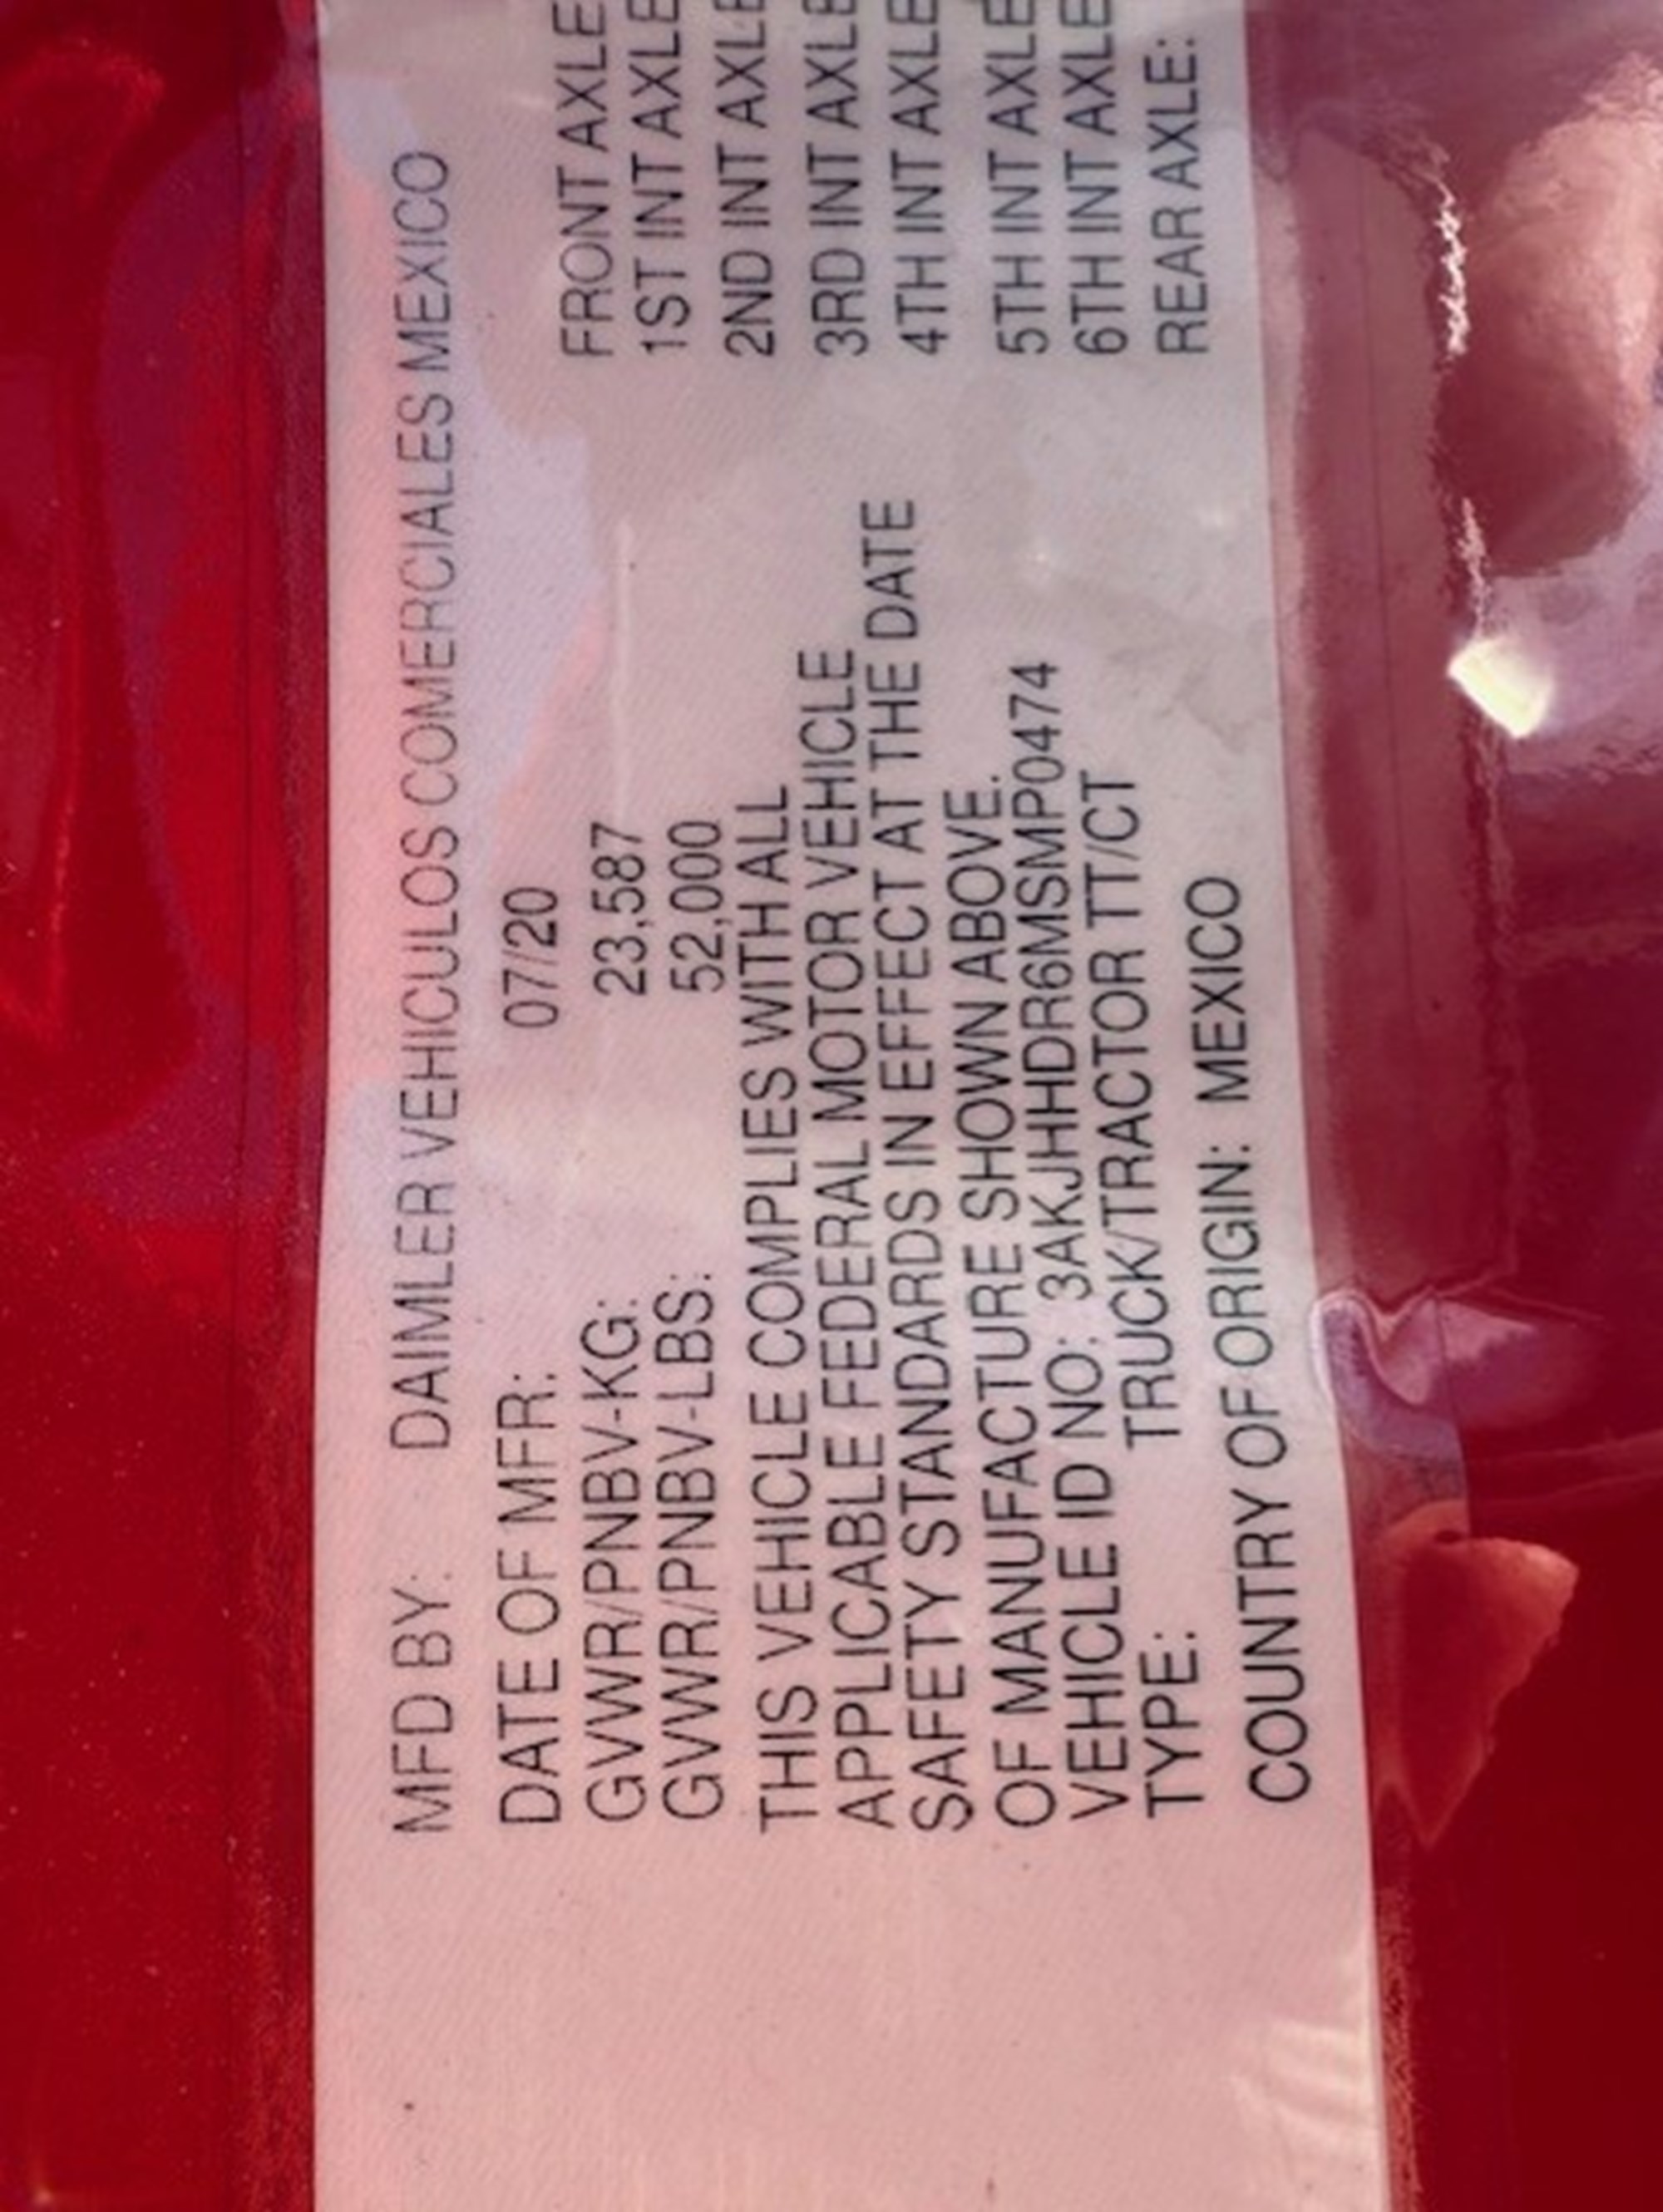 MFD BY: DAIMLER VEHICULOS COMERCIALES MEXICO
DATE OF MFR: 07/20
GVWR/PNBV-KG: 23,587
GVWR/PNBV-LBS: 52,000
THIS VEHICLE COMPLIES WITH ALL
APPLICABLE FEDERAL MOTOR VEHICLE
SAFETY STANDARDS IN EFFECT AT THE DATE
OF MANUFACTURE SHOWN ABOVE.
VEHICLE ID NO: 3AKJHHDR6MSMP0474
TYPE: TRUCK/TRACTOR TT/CT
COUNTRY OF ORIGIN: MEXICO
FRONT AXLE
1ST INT AXLE
2ND INT AXLE
3RD INT AXLE
4TH INT AXLE
5TH INT AXLE
6TH INT AXLE
REAR AXLE: